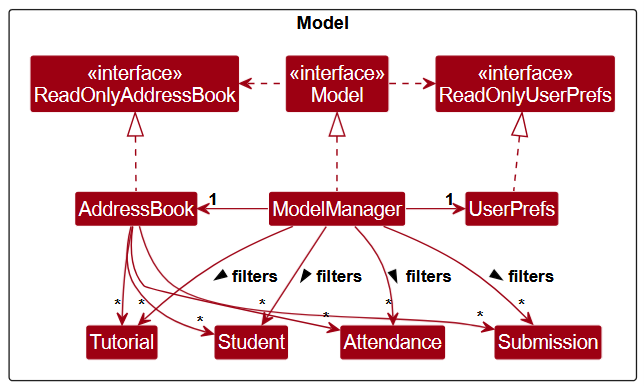 Model
«interface»
ReadOnlyAddressBook
«interface»
Model
«interface»
ReadOnlyUserPrefs
AddressBook
1
ModelManager
1
UserPrefs
filters
filters
filters
filters
*
*
*
*
*
*
*
*
Tutorial
Student
Attendance
Submission